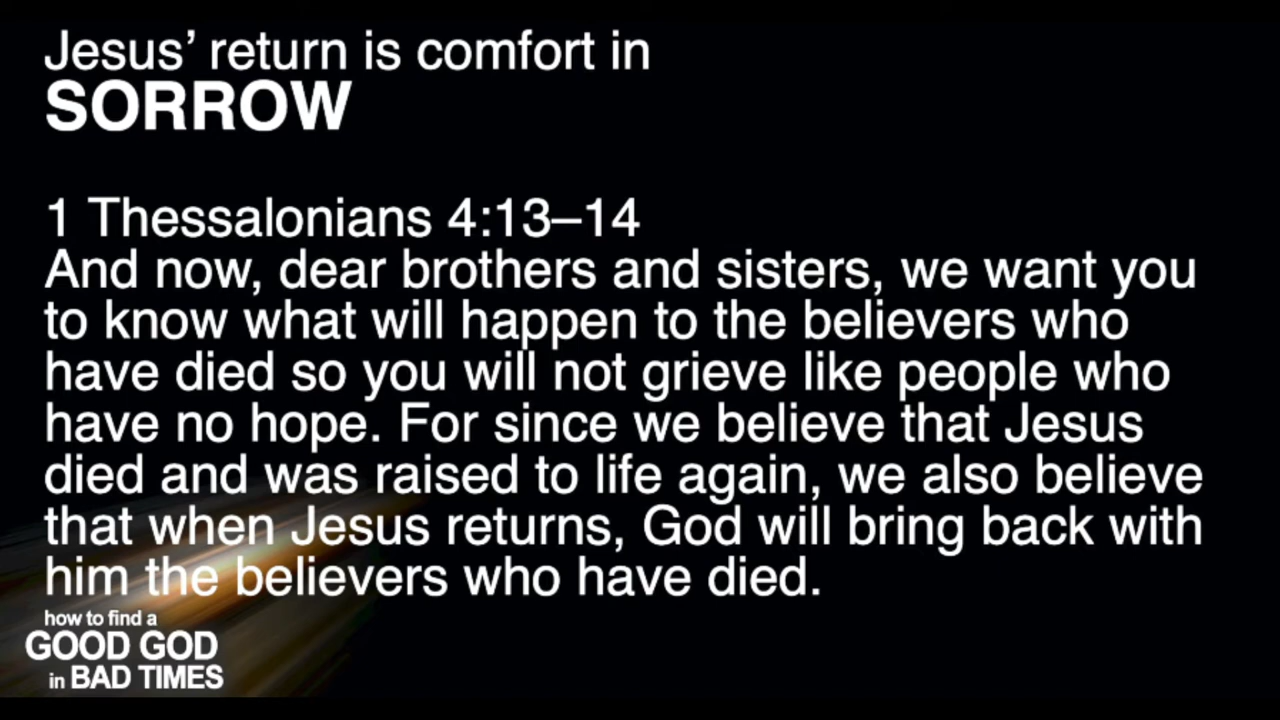 Jesus’ return is comfort in
SORROW
1 Thessalonians 4:13–14
And now, dear brothers and sisters, we want you
to know what will happen to the believers who
have died so you will not grieve like people who
have no hope. For since we believe that Jesus
died and was raised to life again, we also believe
that when Jesus returns, God will bring back with
him the believers who have died.
how to find a
GOOD GOD
in BAD TIMES